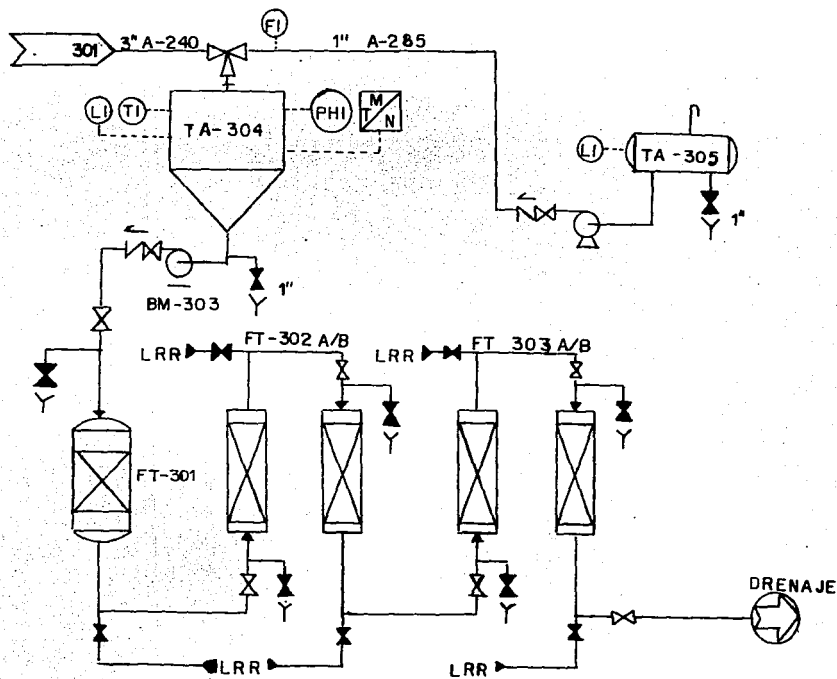 FI
301 3" A-240 1" A-285
LI TI PHI M T N
TA-304
LI TA-305
1"
1"
BM-303
FT-302 A/B FT 303 A/B
LRR LRR
FT-301
DRENAJE
LRR LRR